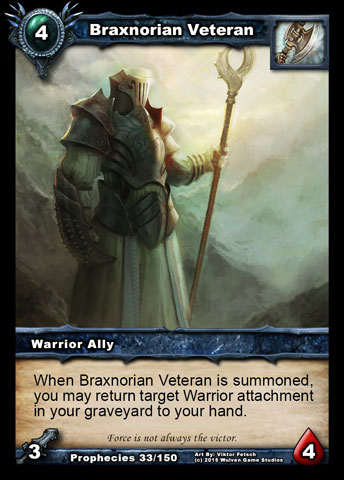 4
Braxnorian Veteran
Warrior Ally
When Braxnorian Veteran is summoned,
you may return target Warrior attachment
in your graveyard to your hand.
Force is not always the victor.
3
Prophecies 33/150
Art By: Viktor Fetsch
(c) 2015 Wulven Game Studios
4